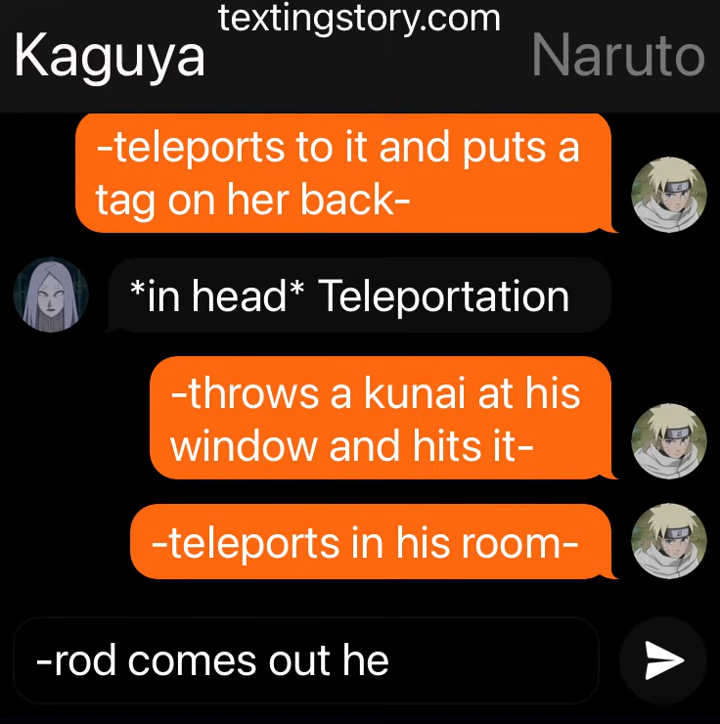 textingstory.com
Kaguya Naruto
-teleports to it and puts a
tag on her back-
*in head* Teleportation
-throws a kunai at his
window and hits it-
-teleports in his room-
-rod comes out he